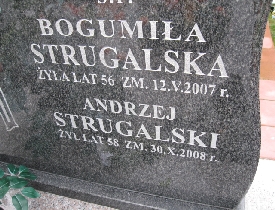 Ś.P.
BOGUMIŁA
STRUGALSKA
ŻYŁA LAT 56 ZM. 12.V.2007 r.
ANDRZEJ
STRUGALSKI
ŻYŁ LAT 58 ZM. 30.X.2008 r.